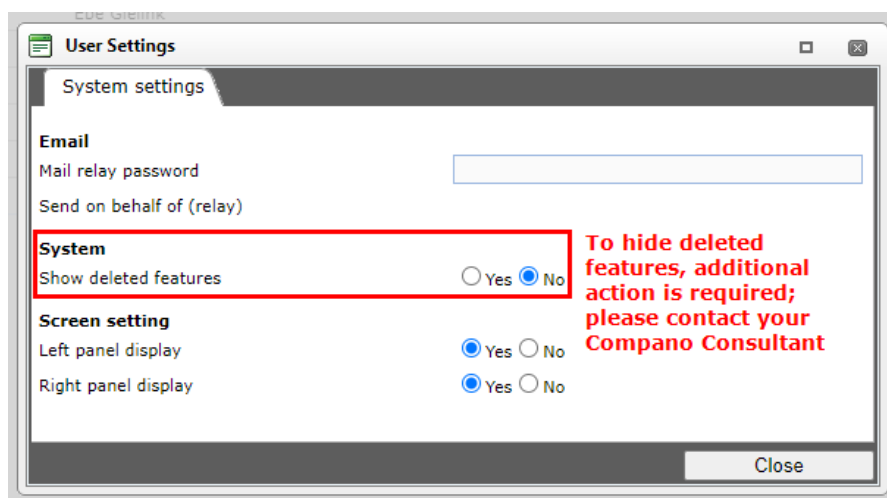 Ebe Gielink
User Settings
System settings
Email
Mail relay password
Send on behalf of (relay)
System
Show deleted features Yes No
To hide deleted
features, additional
action is required;
please contact your
Compano Consultant
Screen setting
Left panel display Yes No
Right panel display Yes No
Close